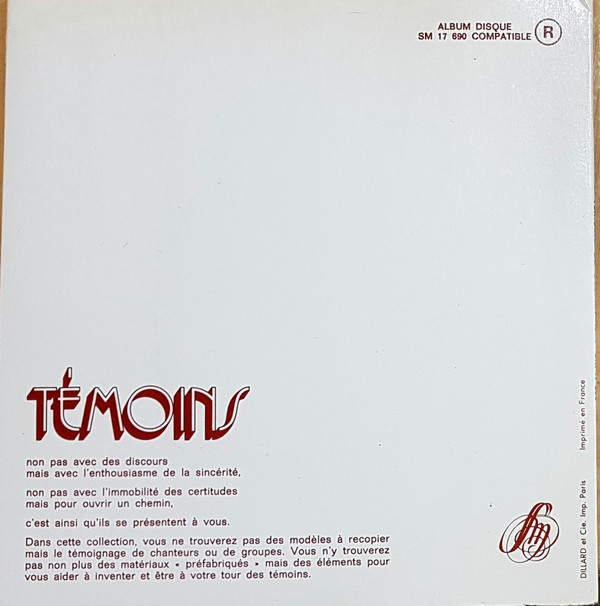 ALBUM DISQUE
SM 17 690 COMPATIBLE R
TÉMOINS
non pas avec des discours
mais avec l'enthousiasme de la sincérité,
non pas avec l'immobilité des certitudes
mais pour ouvrir un chemin,
c'est ainsi qu'ils se présentent à vous.
Dans cette collection, vous ne trouverez pas des modèles à recopier
mais le témoignage de chanteurs ou de groupes. Vous n'y trouverez
pas non plus des matériaux « préfabriqués » mais des éléments pour
vous aider à inventer et être à votre tour des témoins.
sm
DILLARD et Cie. Imp. Paris Imprimé en France